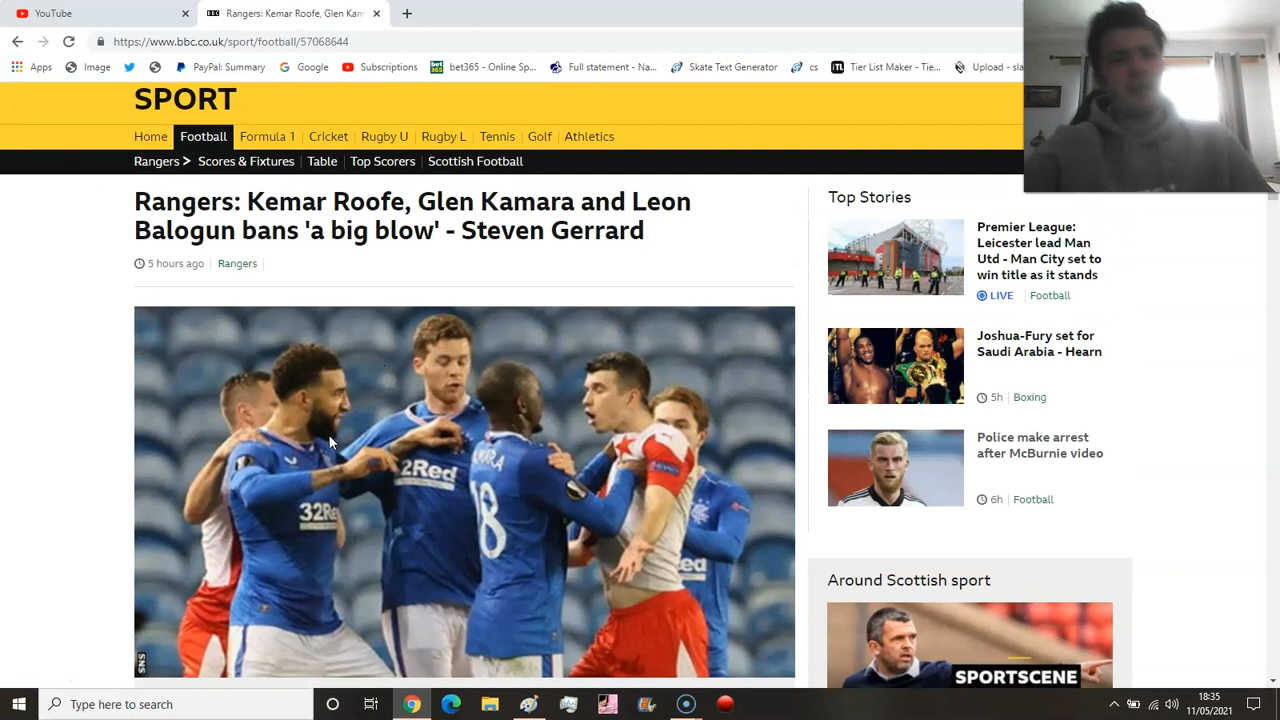 YouTube
BBC Rangers: Kemar Roofe, Glen Kam
https://www.bbc.co.uk/sport/football/57068644
Apps
Image
PayPal: Summary
Google
Subscriptions
bet365 - Online Sp...
Full statement - Na...
Skate Text Generator
cs
Tier List Maker - Tie...
Upload - sla
SPORT
Home Football Formula 1 Cricket Rugby U Rugby L Tennis Golf Athletics
Rangers > Scores & Fixtures Table Top Scorers Scottish Football
Rangers: Kemar Roofe, Glen Kamara and Leon
Balogun bans 'a big blow' - Steven Gerrard
5 hours ago Rangers
32Red
2Red
18
SNS
Top Stories
Premier League:
Leicester lead Man
Utd - Man City set to
win title as it stands
LIVE Football
Joshua-Fury set for
Saudi Arabia - Hearn
5h Boxing
Police make arrest
after McBurnie video
6h Football
Around Scottish sport
SPORTSCENE
Type here to search
18:35
11/05/2021